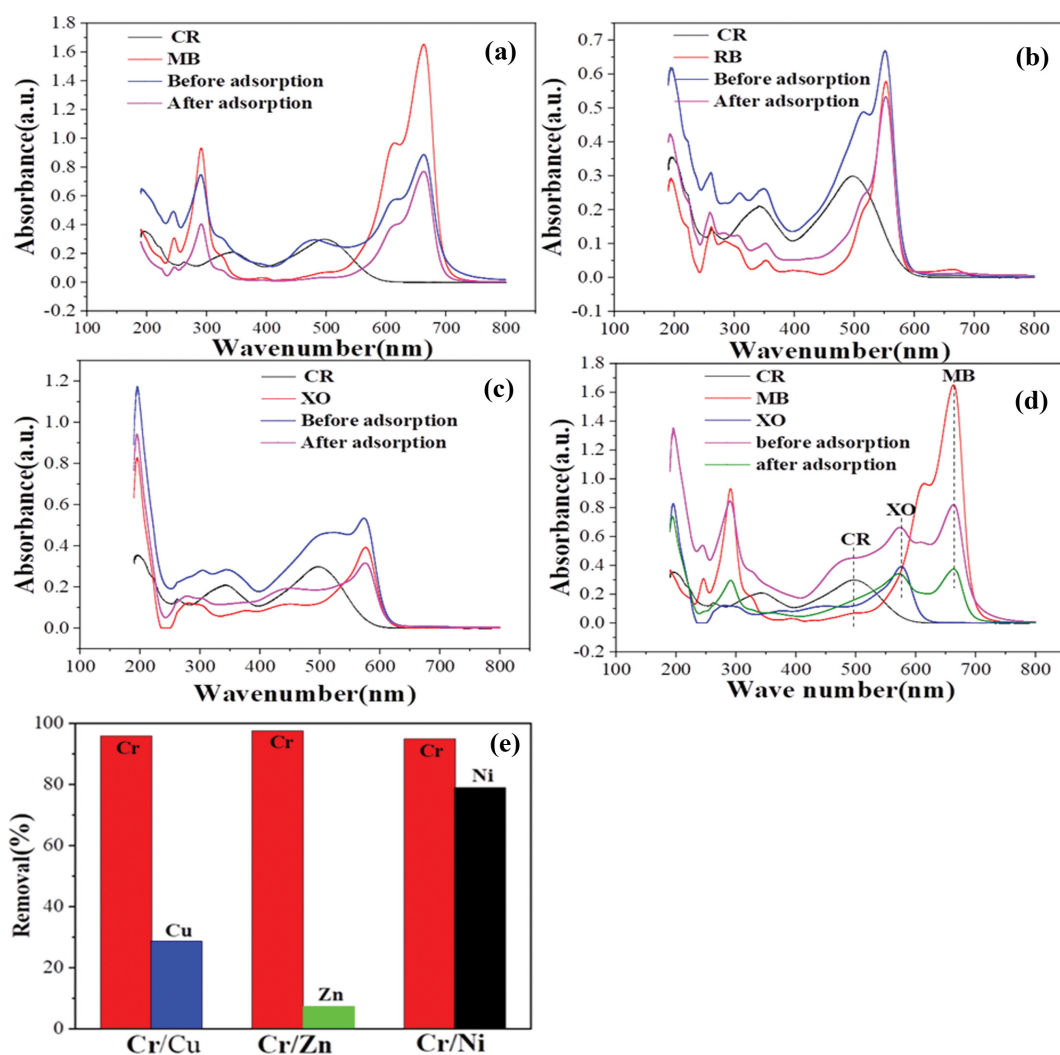 (a)
CR
MB
Before adsorption
After adsorption
Absorbance(a.u.)
1.8
1.6
1.4
1.2
1.0
0.8
0.6
0.4
0.2
0.0
-0.2
100 200 300 400 500 600 700 800
Wavenumber(nm)
(b)
CR
RB
Before adsorption
After adsorption
Absorbance(a.u.)
0.7
0.6
0.5
0.4
0.3
0.2
0.1
0.0
-0.1
100 200 300 400 500 600 700 800
Wavenumber(nm)
(c)
CR
XO
Before adsorption
After adsorption
Absorbance(a.u.)
1.2
1.0
0.8
0.6
0.4
0.2
0.0
100 200 300 400 500 600 700 800
Wavenumber(nm)
(d)
CR
MB
XO
before adsorption
after adsorption
MB
XO
CR
Absorbance(a.u.)
1.8
1.6
1.4
1.2
1.0
0.8
0.6
0.4
0.2
0.0
-0.2
100 200 300 400 500 600 700 800
Wave number(nm)
(e)
Removal(%)
100
80
60
40
20
0
Cr
Cu
Cr
Zn
Cr
Ni
Cr/Cu Cr/Zn Cr/Ni